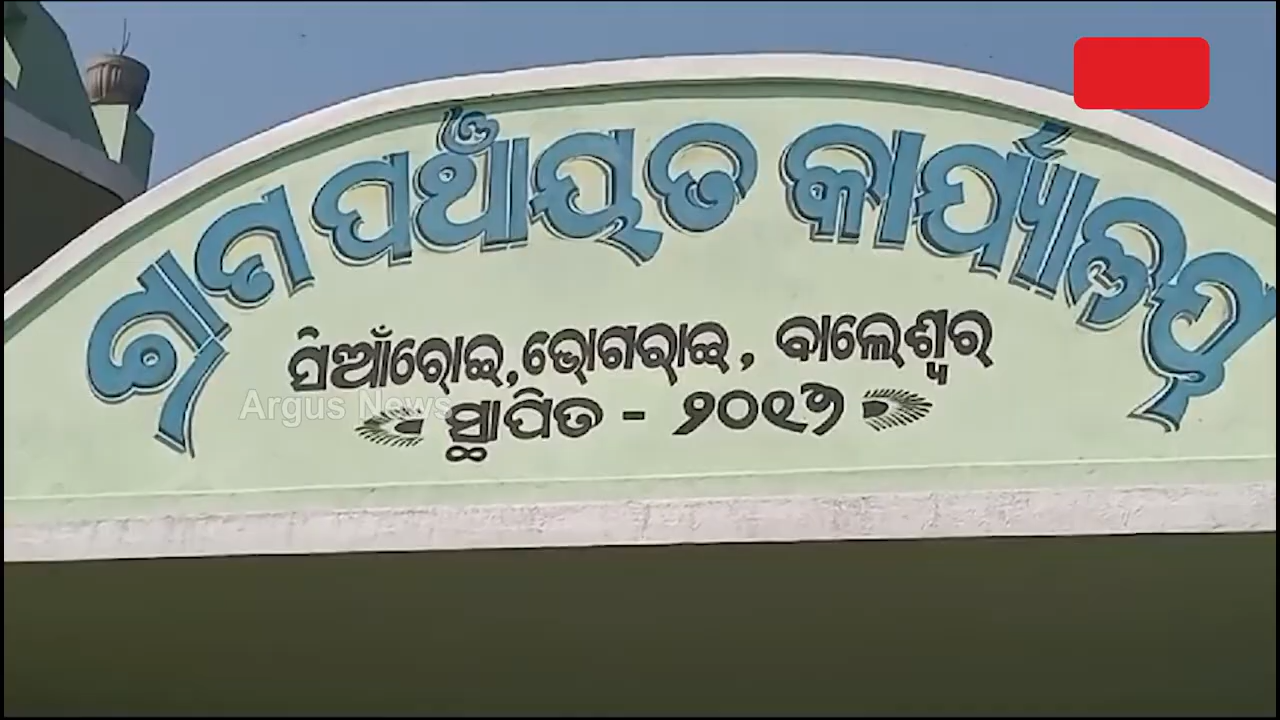 ଗ୍ରାମ ପଞ୍ଚାୟତ କାର୍ଯ୍ୟାଳୟ
ସିଆଁରୋଇ, ଭୋଗରାଇ, ବାଲେଶ୍ୱର
ସ୍ଥାପିତ - ୨୦୧୬
Argus News